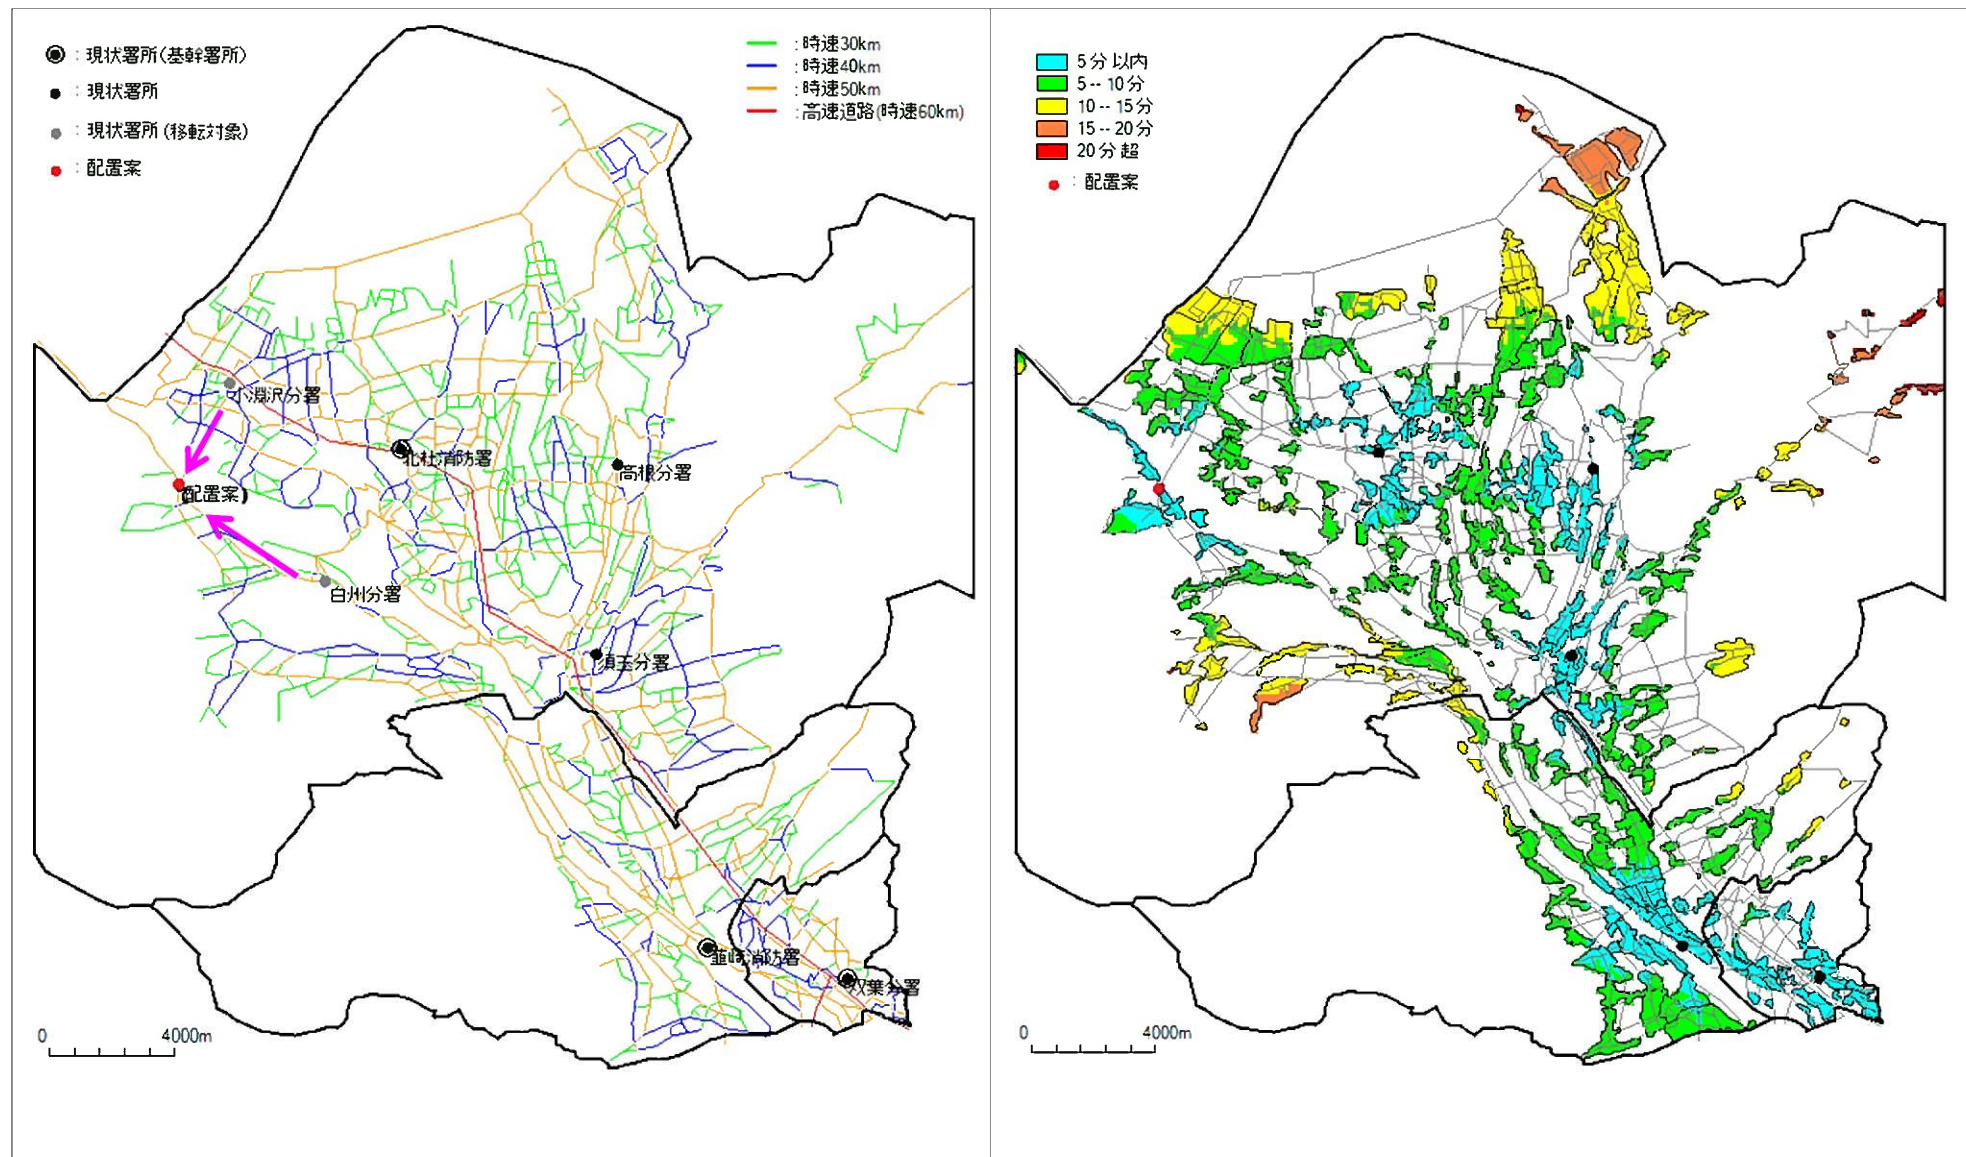 ：現状署所(基幹署所)
：現状署所
：現状署所(移転対象)
：配置案
：時速30km
：時速40km
：時速50km
：高速道路(時速60km)
小淵沢分署
北杜消防署
高根分署
(配置案)
白州分署
須玉分署
韮崎消防署
双葉分署
0 4000m
5分以内
5--10分
10--15分
15--20分
20分超
：配置案
0 4000m